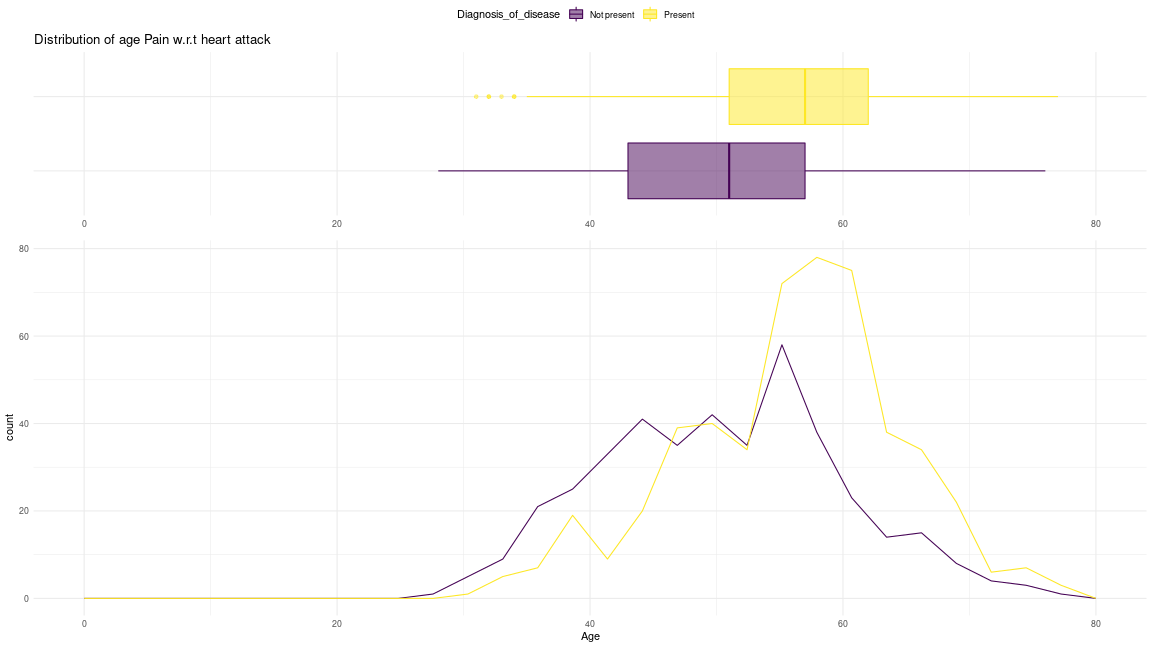 Diagnosis_of_disease Not present Present
Distribution of age Pain w.r.t heart attack
0 20 40 60 80
80
60
40
20
0
count
0 20 40 60 80
Age